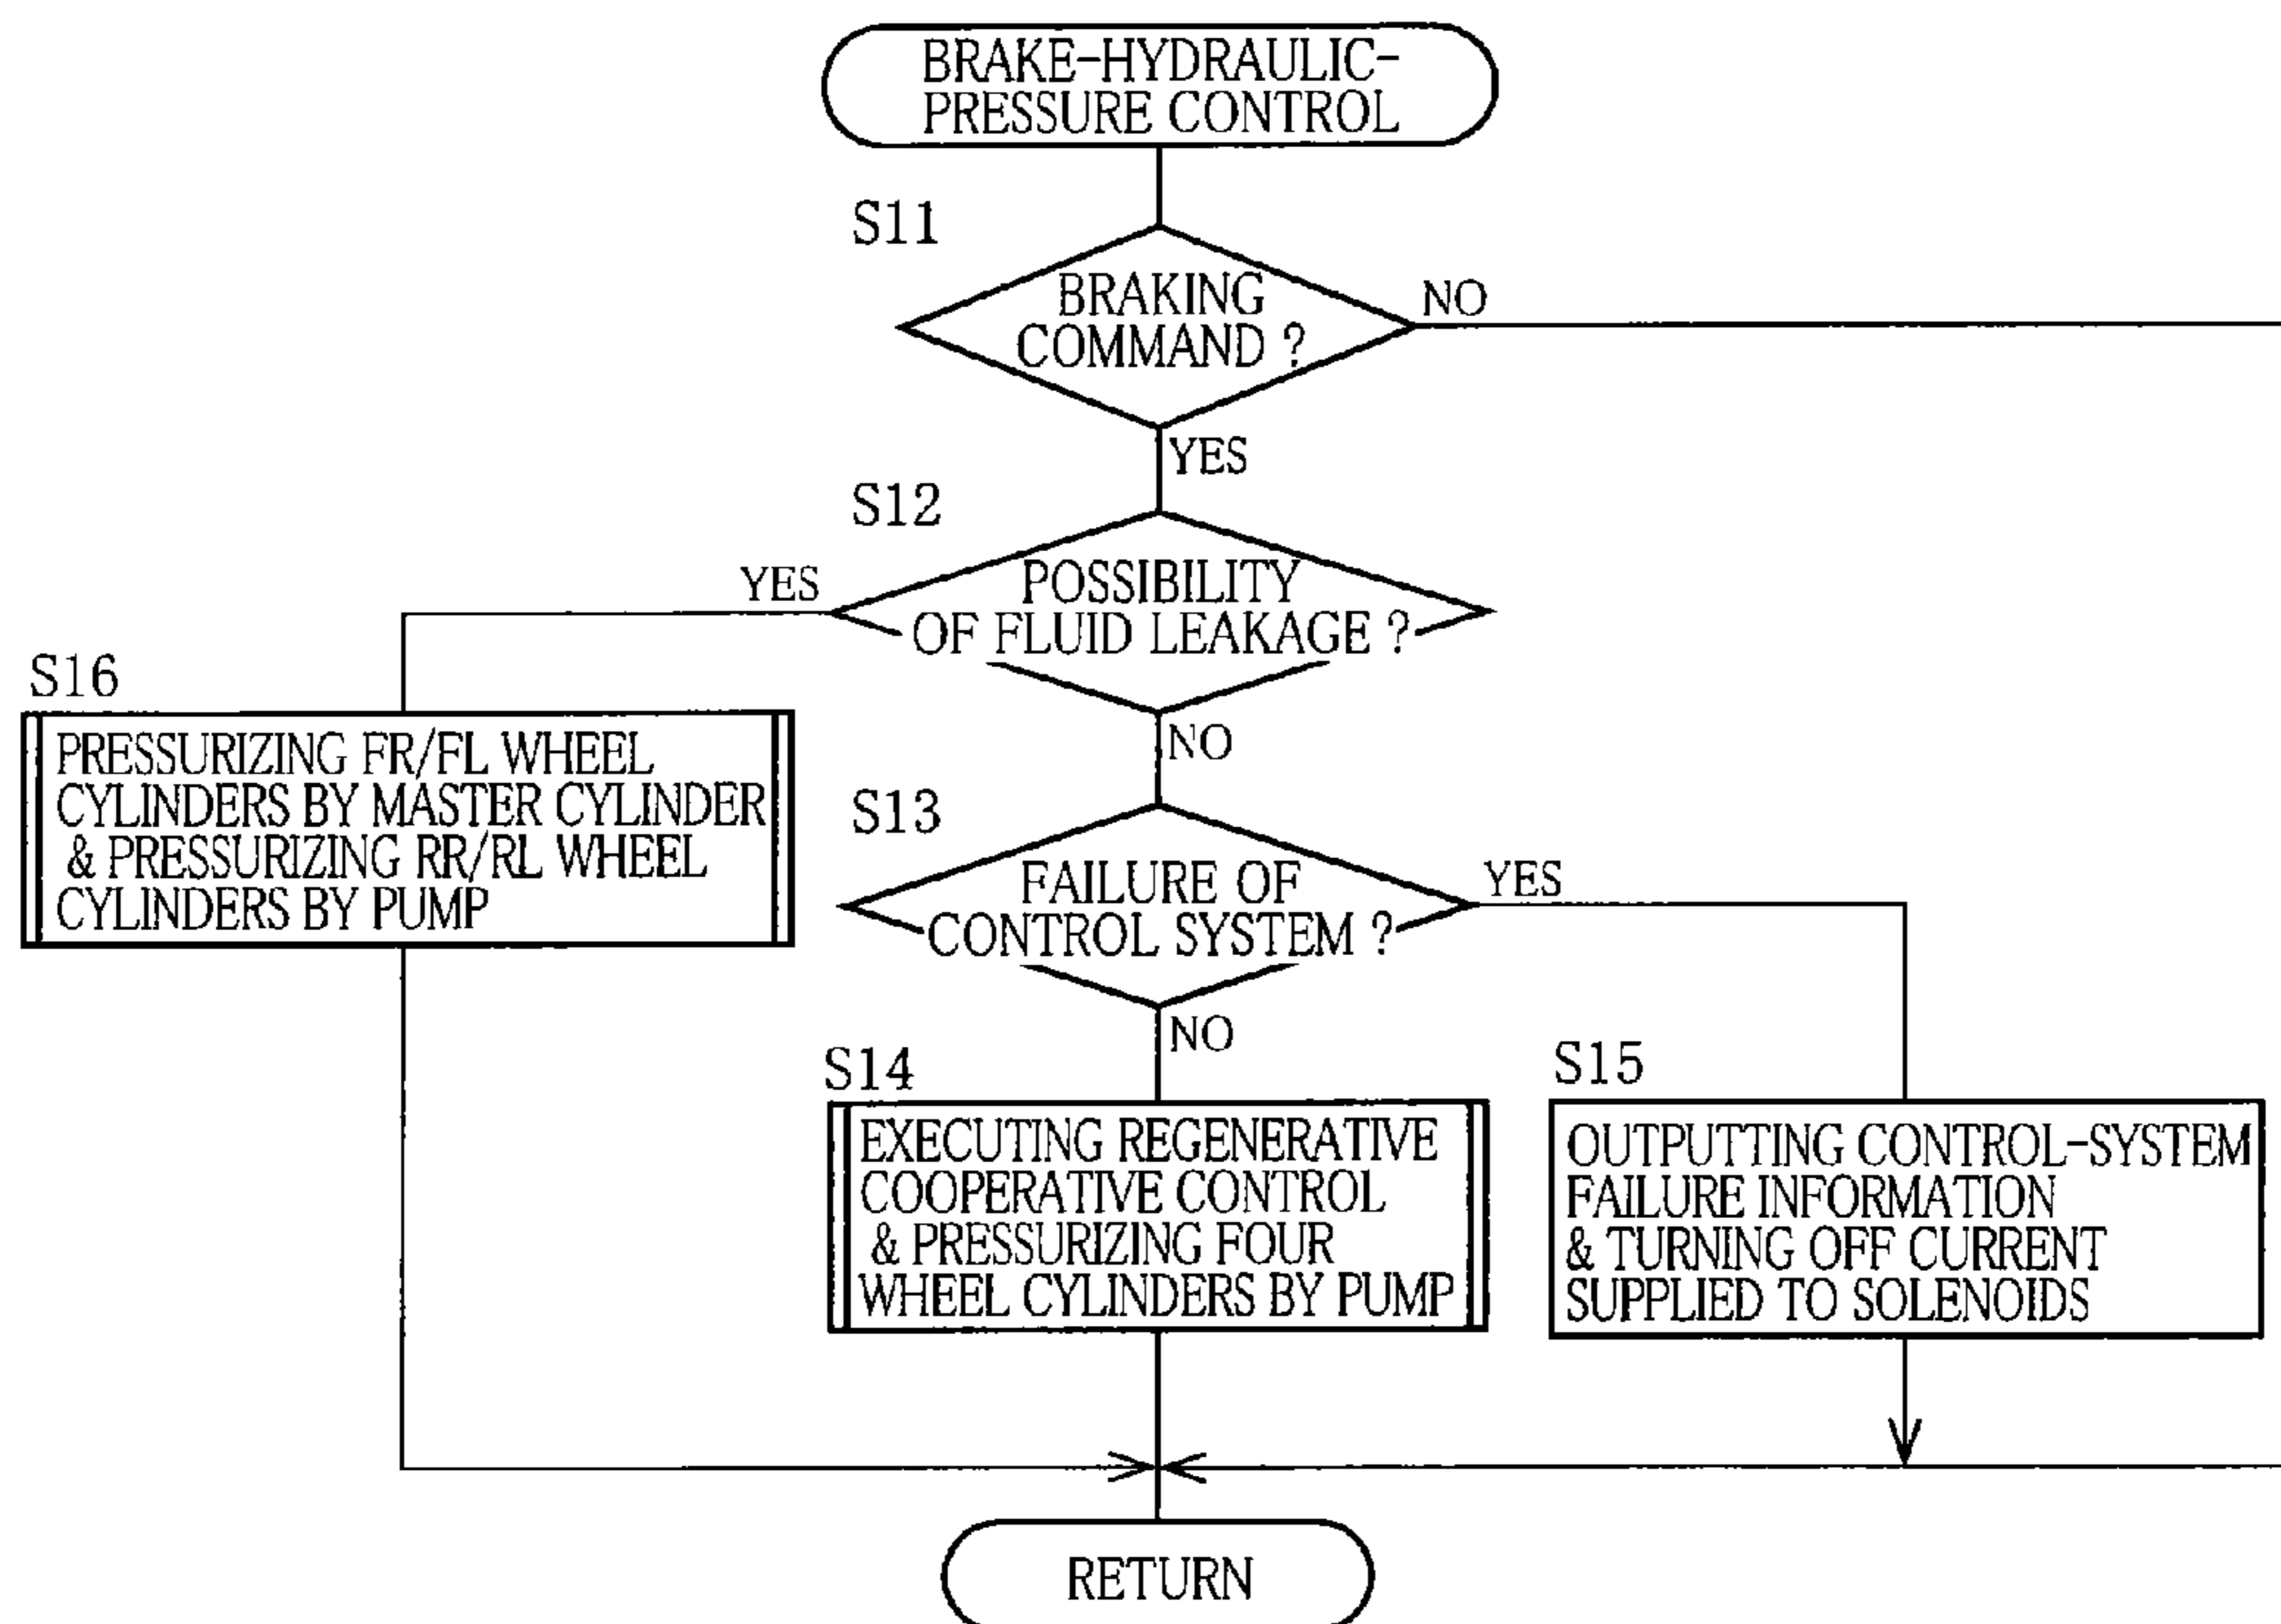 BRAKE-HYDRAULIC-
PRESSURE CONTROL
S11
BRAKING
COMMAND ?
NO
YES
S12
POSSIBILITY
OF FLUID LEAKAGE ?
YES
NO
S16
PRESSURIZING FR/FL WHEEL
CYLINDERS BY MASTER CYLINDER
& PRESSURIZING RR/RL WHEEL
CYLINDERS BY PUMP
S13
FAILURE OF
CONTROL SYSTEM ?
YES
NO
S14
EXECUTING REGENERATIVE
COOPERATIVE CONTROL
& PRESSURIZING FOUR
WHEEL CYLINDERS BY PUMP
S15
OUTPUTTING CONTROL-SYSTEM
FAILURE INFORMATION
& TURNING OFF CURRENT
SUPPLIED TO SOLENOIDS
RETURN